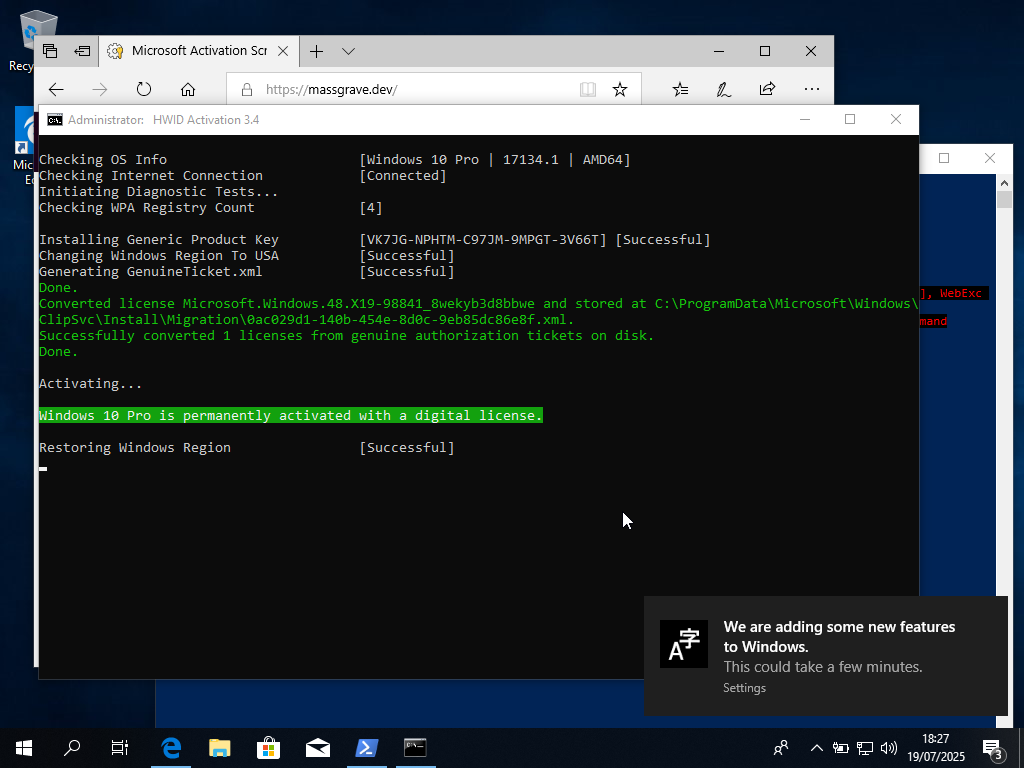 Recy
Microsoft Activation Scr
https://massgrave.dev/
Administrator: HWID Activation 3.4
Checking OS Info [Windows 10 Pro | 17134.1 | AMD64]
Checking Internet Connection [Connected]
Initiating Diagnostic Tests...
Checking WPA Registry Count [4]
Installing Generic Product Key [VK7JG-NPHTM-C97JM-9MPGT-3V66T] [Successful]
Changing Windows Region To USA [Successful]
Generating GenuineTicket.xml [Successful]
Done.
Converted license Microsoft.Windows.48.X19-98841_8wekyb3d8bbwe and stored at C:\ProgramData\Microsoft\Windows\
ClipSvc\Install\Migration\0ac029d1-140b-454e-8d0c-9eb85dc86e8f.xml.
Successfully converted 1 licenses from genuine authorization tickets on disk.
Done.
Activating...
Windows 10 Pro is permanently activated with a digital license.
Restoring Windows Region [Successful]
Mic
E
], WebExc
mand
We are adding some new features
to Windows.
This could take a few minutes.
Settings
A字
18:27
19/07/2025
3